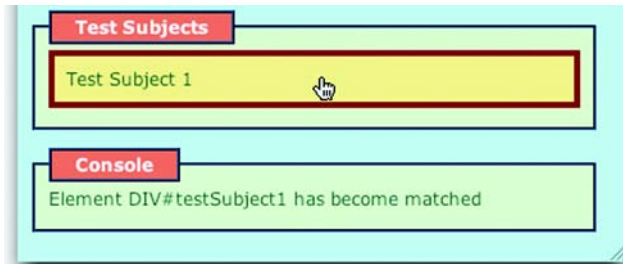 Test Subjects
Test Subject 1
Console
Element DIV#testSubject1 has become matched